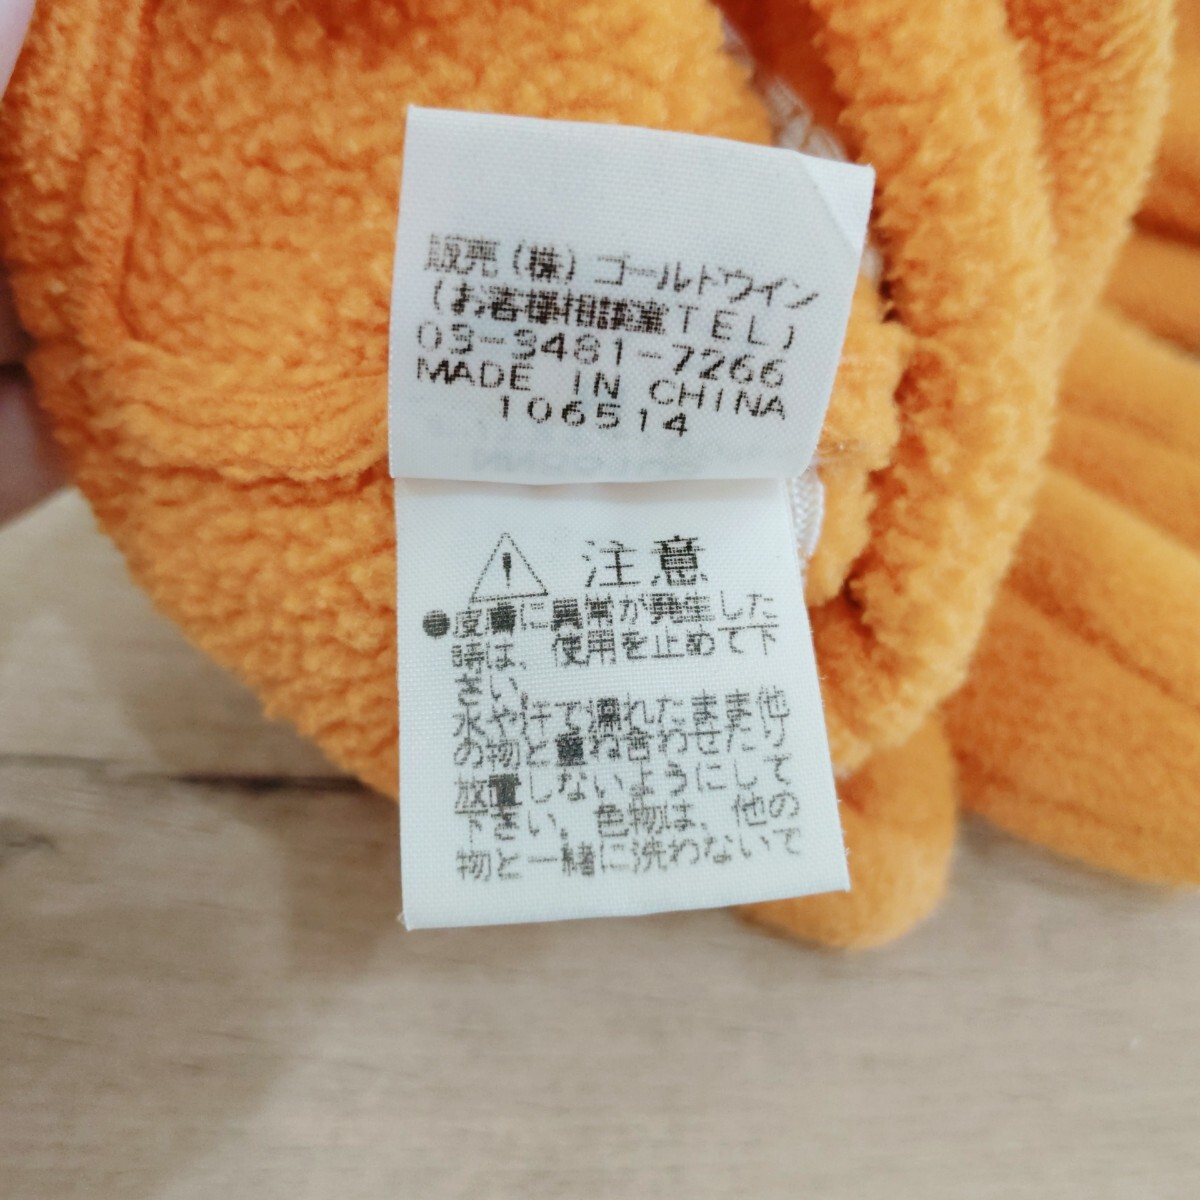 販売(株)ゴールドウイン
(お客様相談室TEL)
03-3481-7266
MADE IN CHINA
106514
注意
●皮膚に異常が発生した
時は、使用を止めて下
さい。
水や汗で濡れたまま他
の物と重ね合わせたけ
放置しないようにして
下さい。色物は、他の
物と一緒に洗わないで